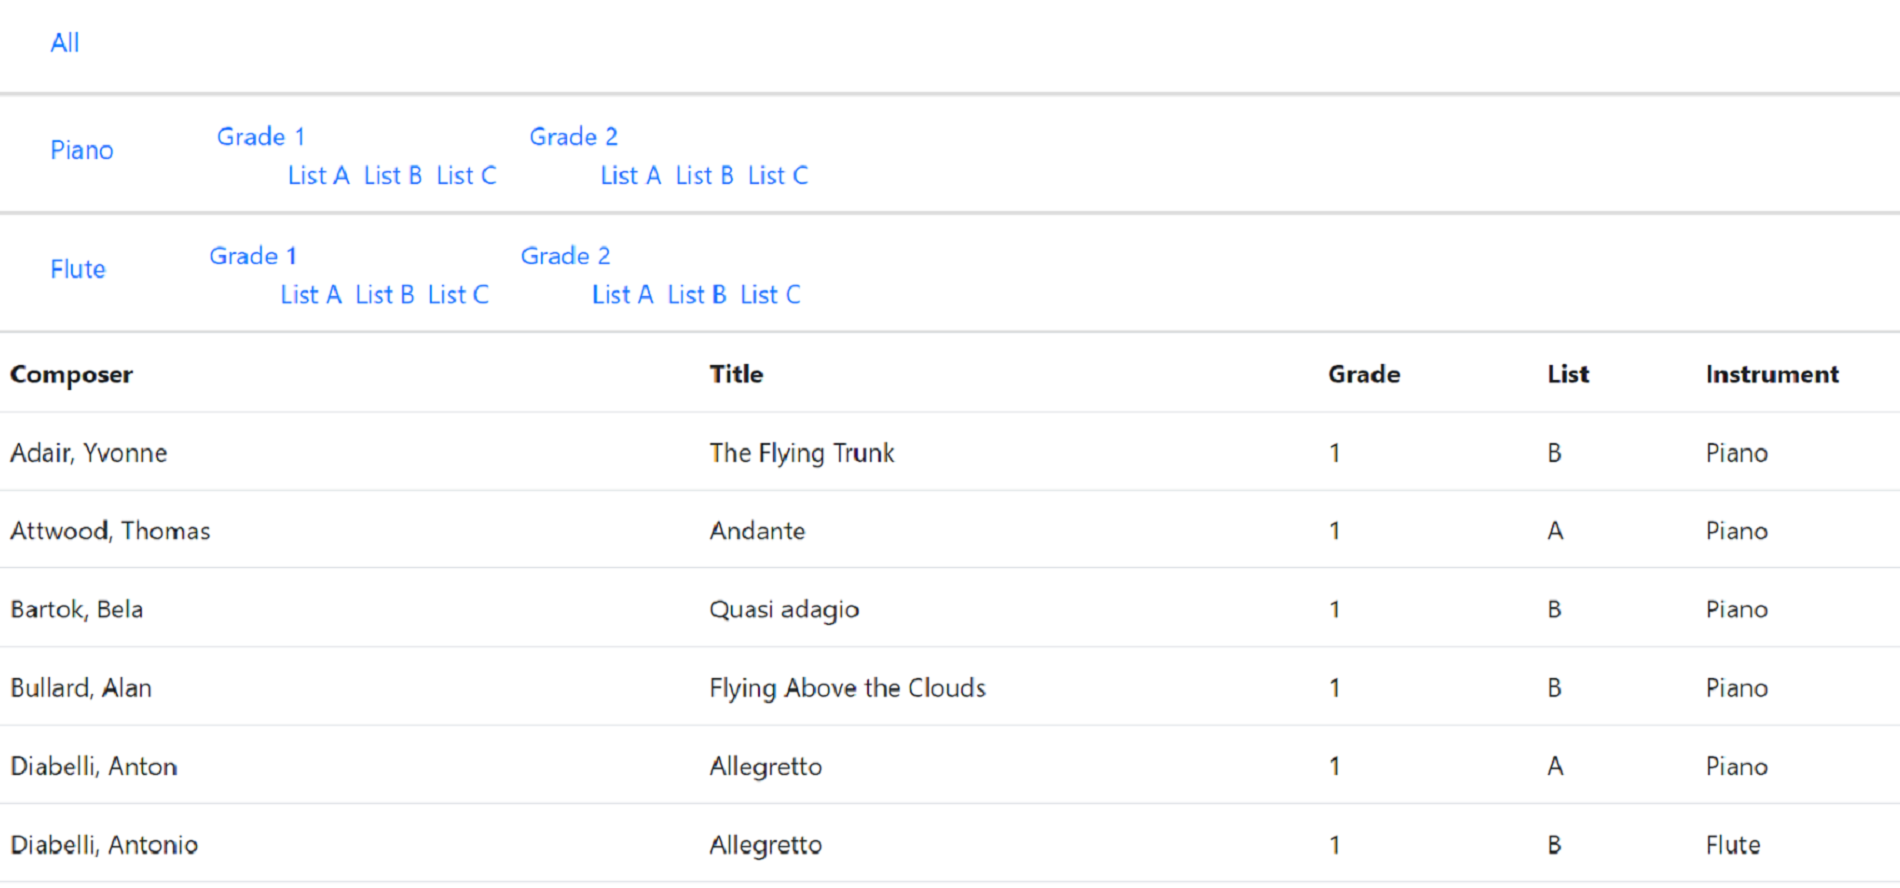 All
Piano Grade 1 Grade 2
List A List B List C List A List B List C
Flute Grade 1 Grade 2
List A List B List C List A List B List C
Composer Title Grade List Instrument
Adair, Yvonne The Flying Trunk 1 B Piano
Attwood, Thomas Andante 1 A Piano
Bartok, Bela Quasi adagio 1 B Piano
Bullard, Alan Flying Above the Clouds 1 B Piano
Diabelli, Anton Allegretto 1 A Piano
Diabelli, Antonio Allegretto 1 B Flute